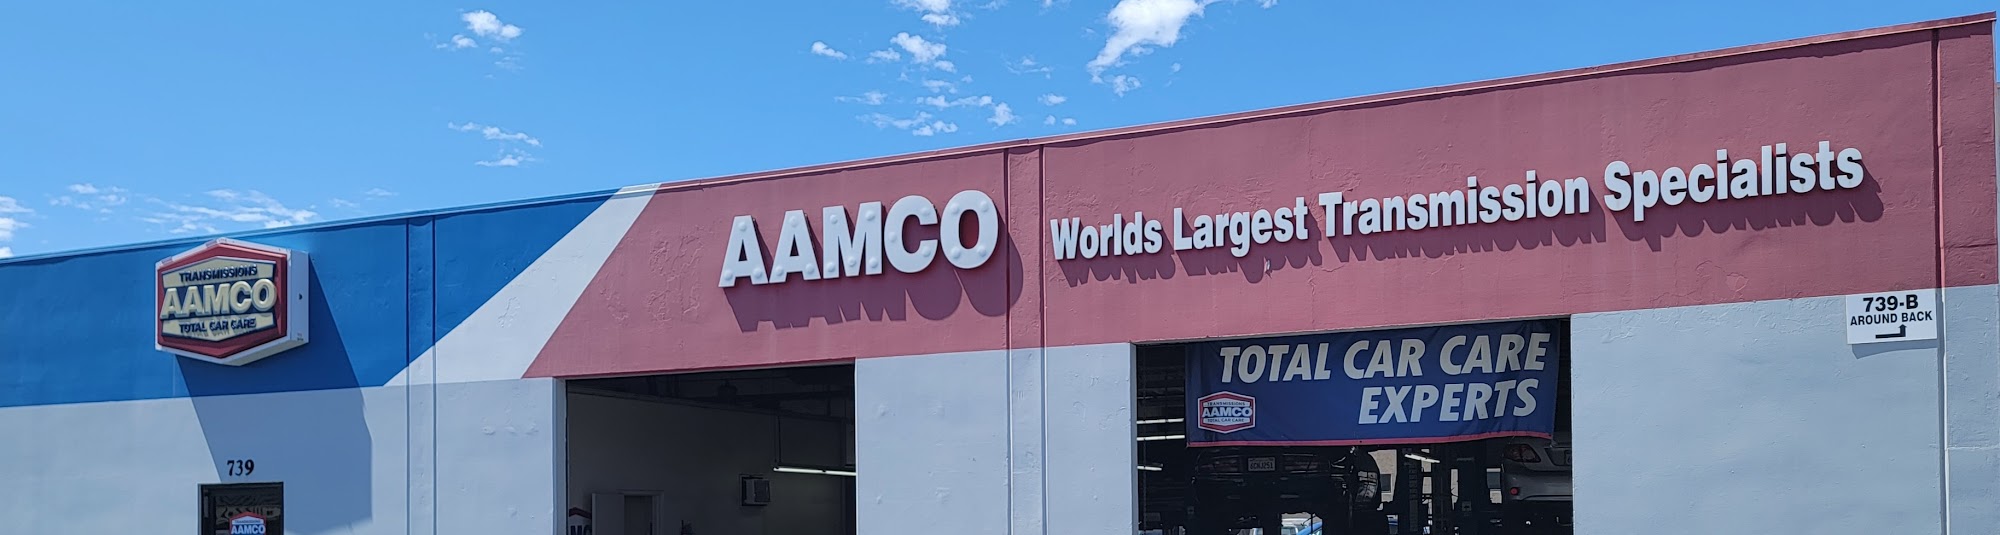 TRANSMISSIONS
AAMCO
TOTAL CAR CARE
AAMCO
Worlds Largest Transmission Specialists
739-B
AROUND BACK
TOTAL CAR CARE
EXPERTS
TRANSMISSIONS
AAMCO
TOTAL CAR CARE
739
AAMCO